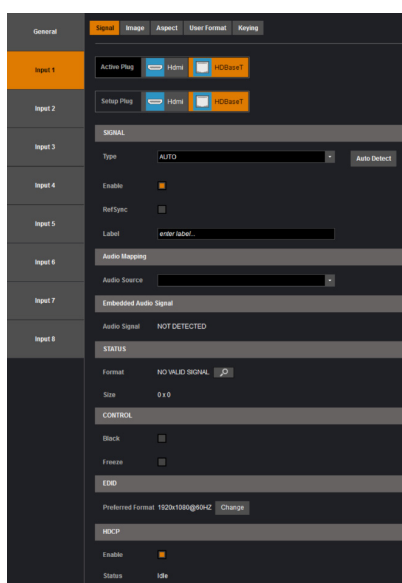 General
Input 1
Input 2
Input 3
Input 4
Input 5
Input 6
Input 7
Input 8
Signal Image Aspect User Format Keying
Active Plug Hdmi HDBaseT
Setup Plug Hdmi HDBaseT
SIGNAL
Type AUTO Auto Detect
Enable
RefSync
Label enter label...
Audio Mapping
Audio Source
Embedded Audio Signal
Audio Signal NOT DETECTED
STATUS
Format NO VALID SIGNAL
Size 0 x 0
CONTROL
Black
Freeze
EDID
Preferred Format 1920x1080@60HZ Change
HDCP
Enable
Status Idle